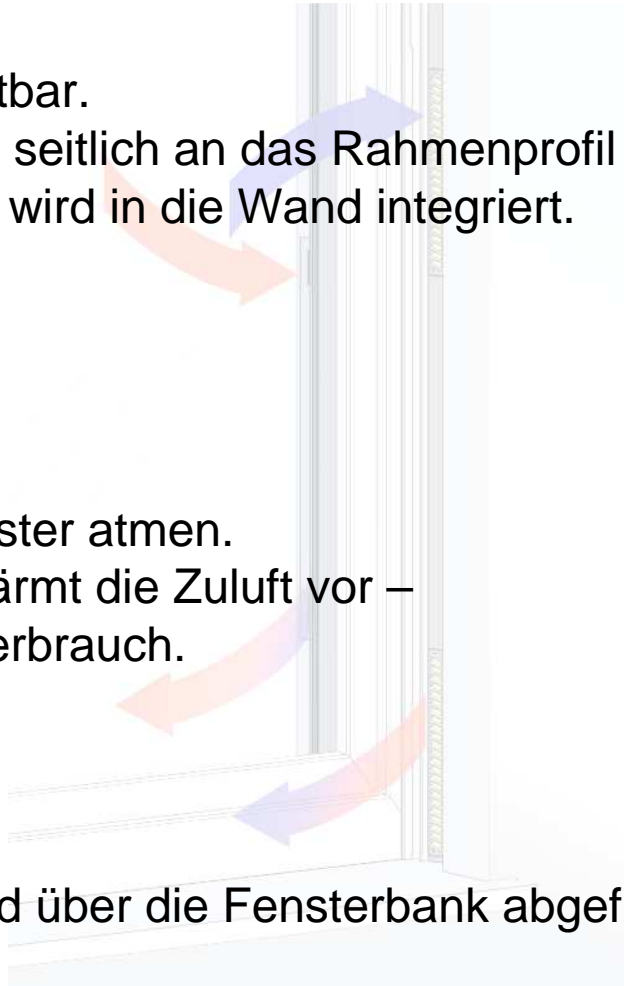 tbar.
seitlich an das Rahmenprofil
wird in die Wand integriert.
ster atmen.
ärmt die Zuluft vor –
erbrauch.
d über die Fensterbank abgef